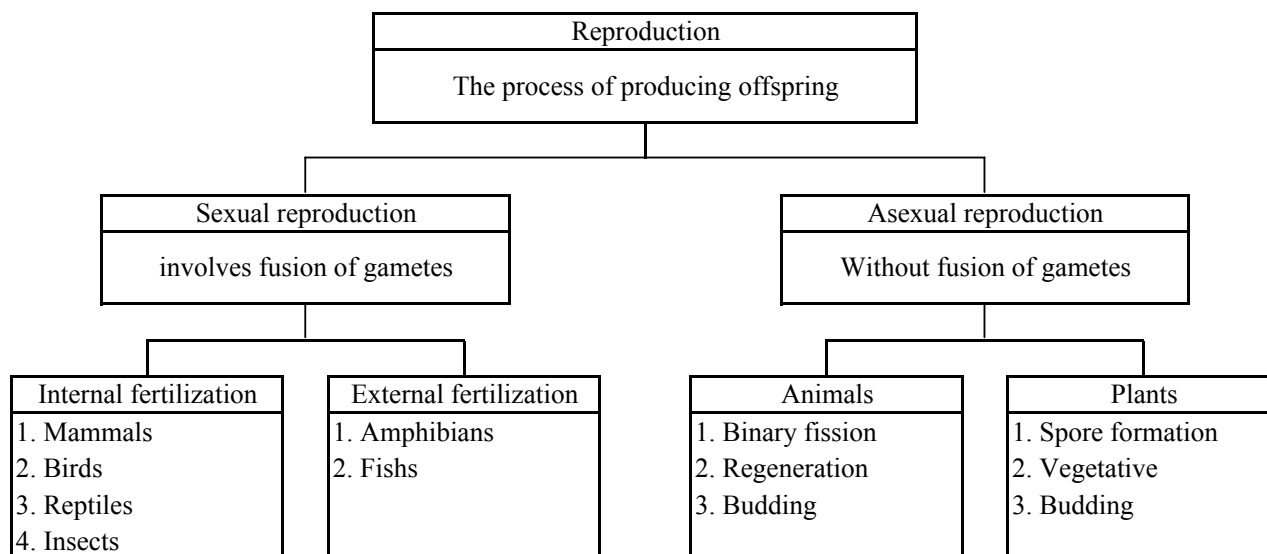 Reproduction
The process of producing offspring
Sexual reproduction
involves fusion of gametes
Asexual reproduction
Without fusion of gametes
Internal fertilization
1. Mammals
2. Birds
3. Reptiles
4. Insects
External fertilization
1. Amphibians
2. Fishs
Animals
1. Binary fission
2. Regeneration
3. Budding
Plants
1. Spore formation
2. Vegetative
3. Budding